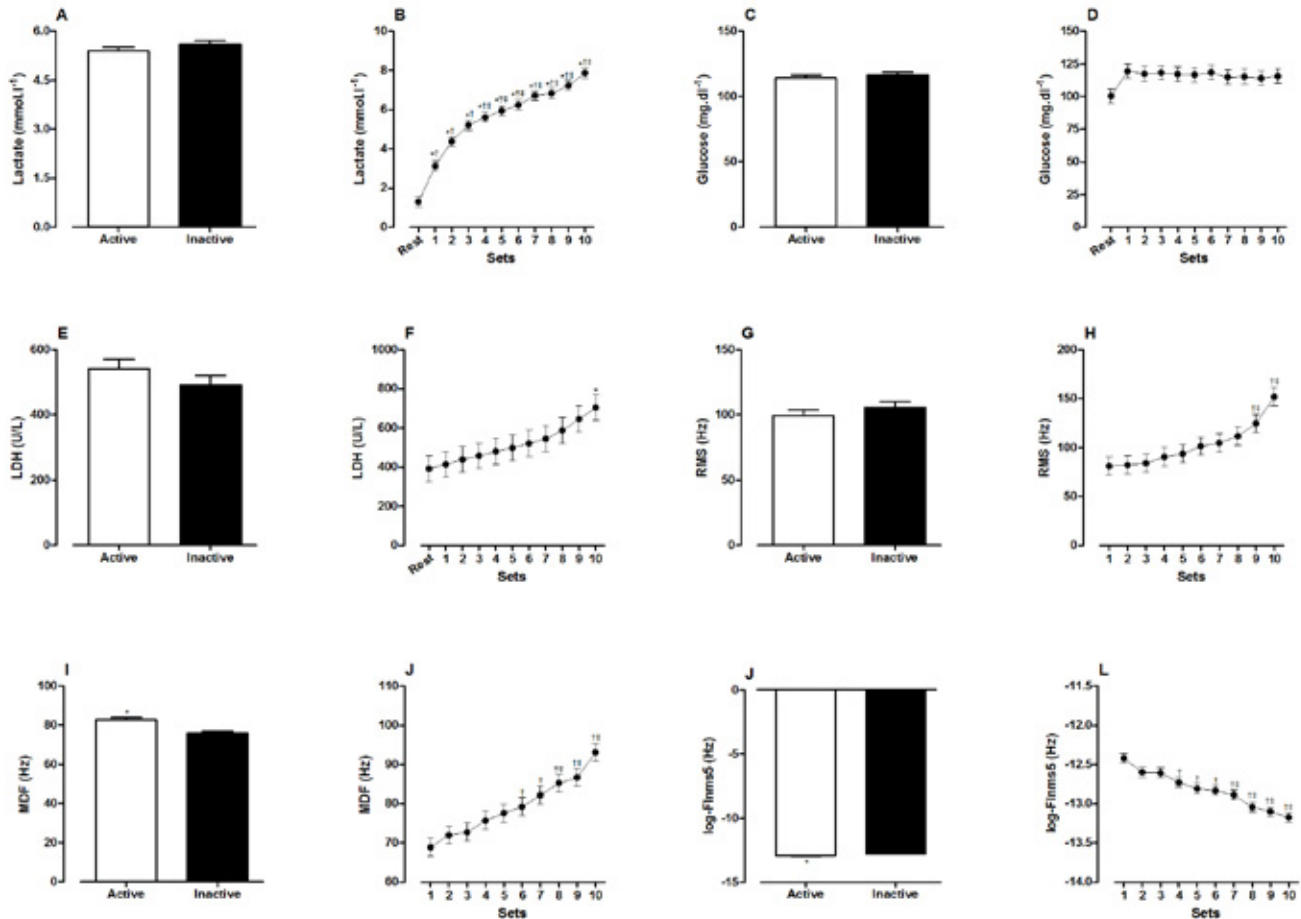 A
Lactate (mmol.l⁻¹)
6.0
4.5
3.0
1.5
0.0
Active Inactive
B
Lactate (mmol.l⁻¹)
10
8
6
4
2
0
Rest 1 2 3 4 5 6 7 8 9 10
Sets
C
Glucose (mg.dl⁻¹)
150
100
50
0
Active Inactive
D
Glucose (mg.dl⁻¹)
150
125
100
75
50
25
0
Rest 1 2 3 4 5 6 7 8 9 10
Sets
E
LDH (U/L)
600
400
200
0
Active Inactive
F
LDH (U/L)
1000
800
600
400
200
0
Rest 1 2 3 4 5 6 7 8 9 10
Sets
G
RMS (Hz)
150
100
50
0
Active Inactive
H
RMS (Hz)
200
150
100
50
0
1 2 3 4 5 6 7 8 9 10
Sets
I
MDF (Hz)
100
80
60
40
20
0
Active Inactive
J
MDF (Hz)
110
100
90
80
70
60
1 2 3 4 5 6 7 8 9 10
Sets
J
log-FInms5 (Hz)
0
-5
-10
-15
Active Inactive
L
log-FInms5 (Hz)
-11.5
-12.0
-12.5
-13.0
-13.5
-14.0
1 2 3 4 5 6 7 8 9 10
Sets